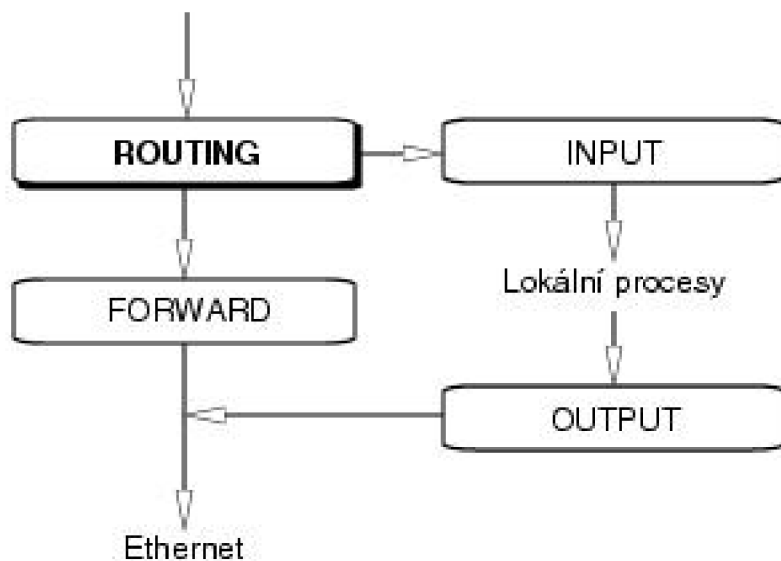 ROUTING
INPUT
Lokální procesy
FORWARD
OUTPUT
Ethernet